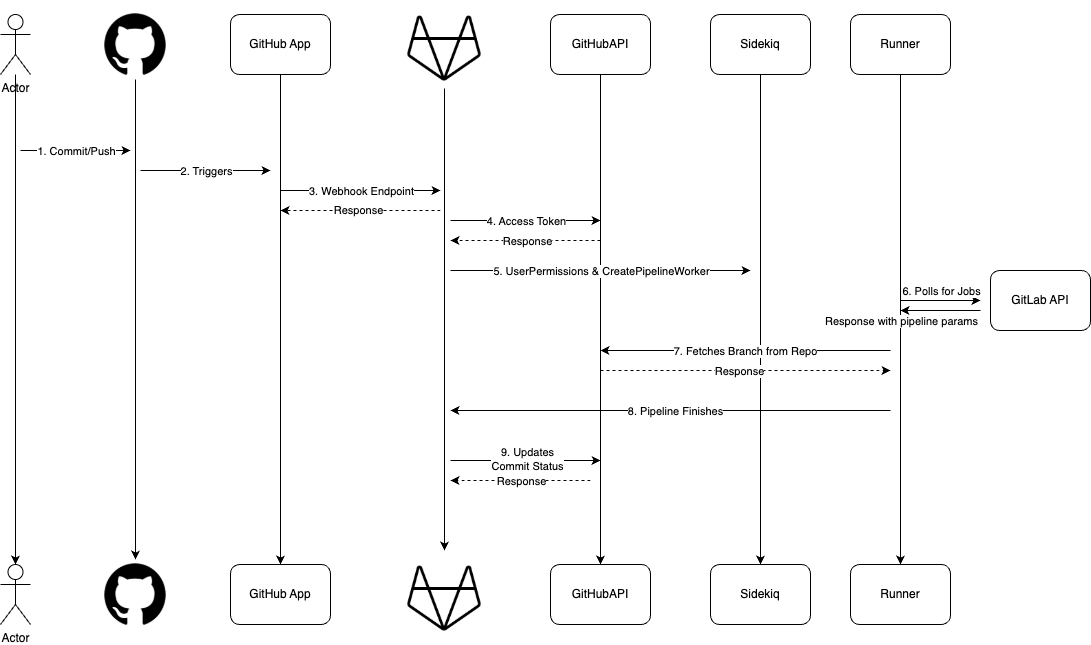 GitHub App
GitHubAPI
Sidekiq
Runner
Actor
1. Commit/Push
2. Triggers
3. Webhook Endpoint
Response
4. Access Token
Response
5. UserPermissions & CreatePipelineWorker
6. Polls for Jobs
GitLab API
Response with pipeline params
7. Fetches Branch from Repo
Response
8. Pipeline Finishes
9. Updates
Commit Status
Response
GitHub App
GitHubAPI
Sidekiq
Runner
Actor